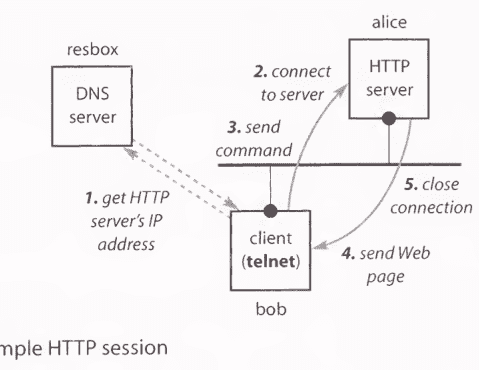 alice
resbox
HTTP
server
DNS
server
2. connect
to server
3. send
command
1. get HTTP
server's IP
address
5. close
connection
client
(telnet)
4. send Web
page
bob
mple HTTP session